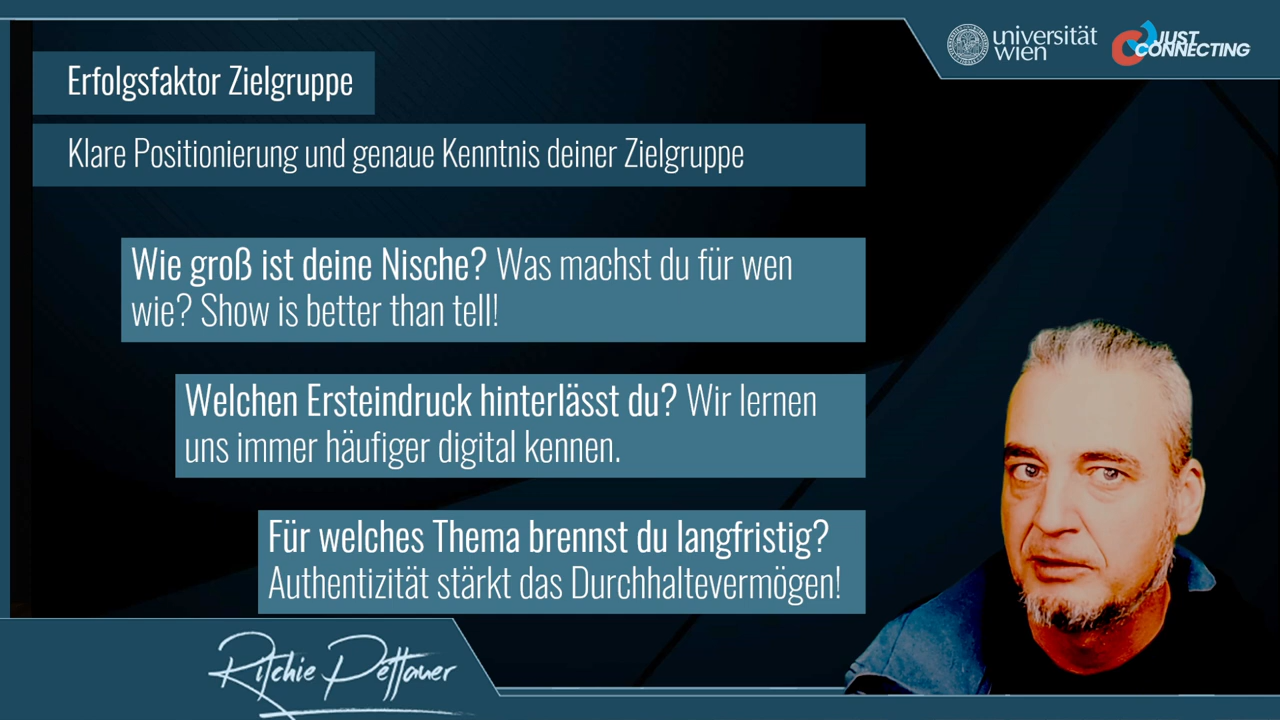 universität
wien
JUST
CONNECTING
Erfolgsfaktor Zielgruppe
Klare Positionierung und genaue Kenntnis deiner Zielgruppe
Wie groß ist deine Nische? Was machst du für wen
wie? Show is better than tell!
Welchen Ersteindruck hinterlässt du? Wir lernen
uns immer häufiger digital kennen.
Für welches Thema brennst du langfristig?
Authentizität stärkt das Durchhaltevermögen!
Ritchie Pettauer